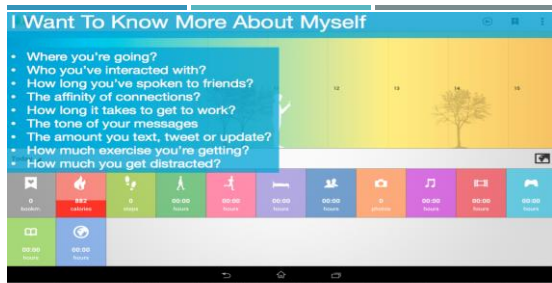 I Want To Know More About Myself
• Where you're going?
• Who you've interacted with?
• How long you've spoken to friends?
• The affinity of connections?
• How long it takes to get to work?
• The tone of your messages
• The amount you text, tweet or update?
• How much exercise you're getting?
• How much you get distracted?
12 13 14 15
0 882 0 00:00 00:00 00:00 00:00 0 00:00 00:00 00:00
calories steps hours hours hours hours photos hours hours hours
00:00 00:00
hours hours